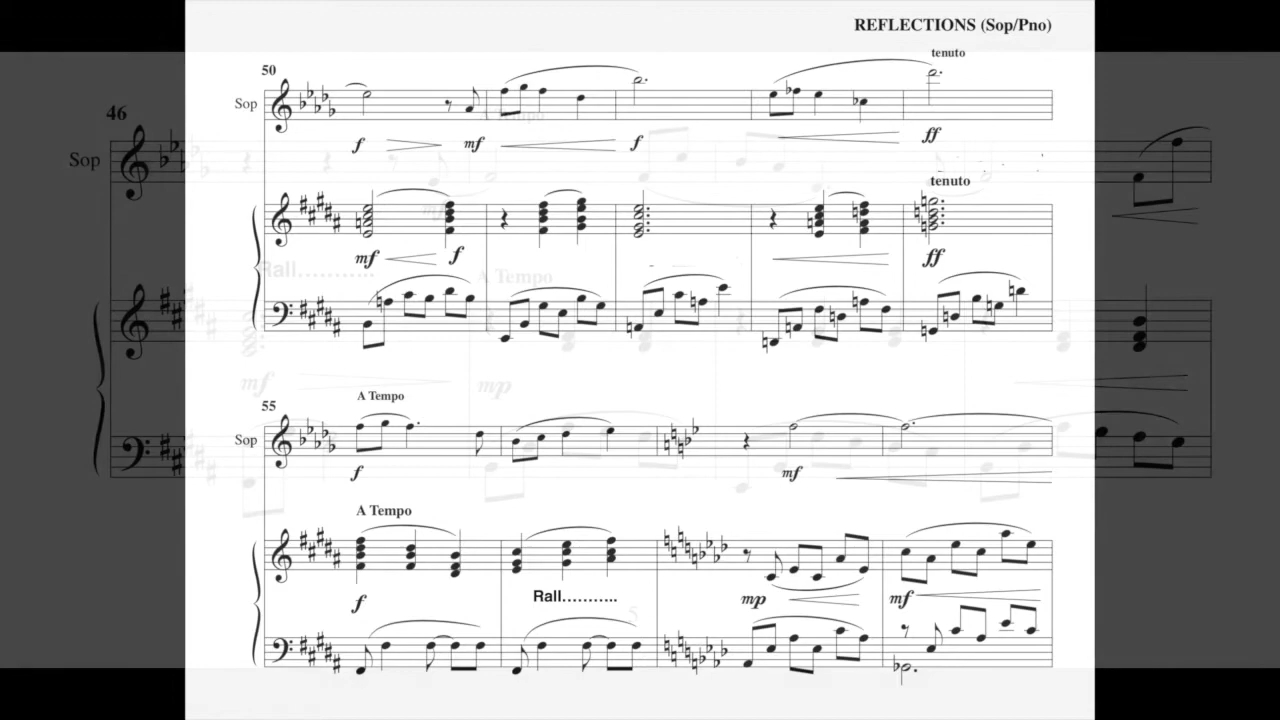 REFLECTIONS (Sop/Pno)
tenuto
50
46
Sop
Sop
f mf f ff
tenuto
mf f ff
Rall...........
A Tempo
mf mp
A Tempo
55
Sop
f mf
A Tempo
f Rall........... mp mf
5